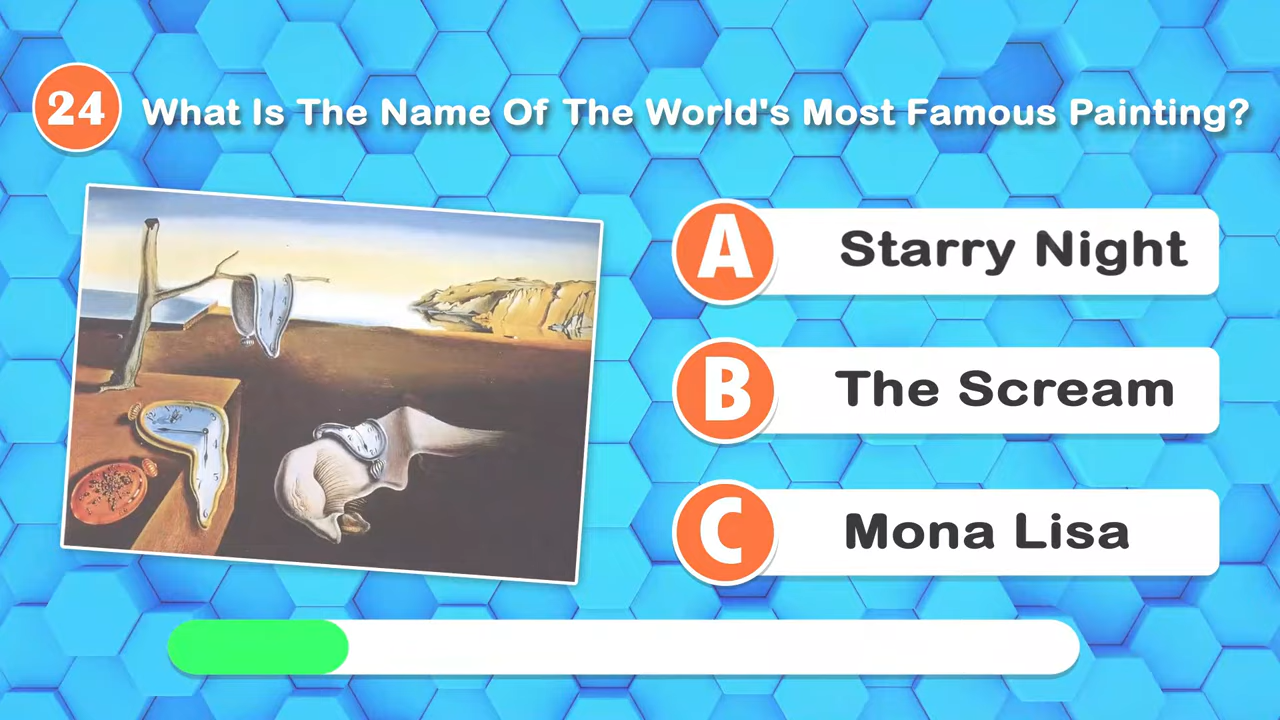 24 What Is The Name Of The World's Most Famous Painting?
A Starry Night
B The Scream
C Mona Lisa